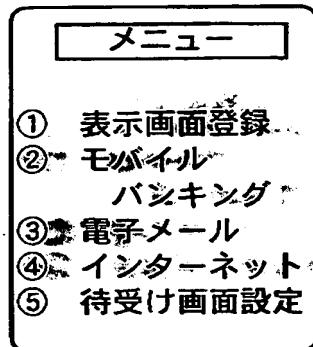 メニュー
① 表示画面登録
② モバイル
バンキング
③ 電子メール
④ インターネット
⑤ 待受け画面設定